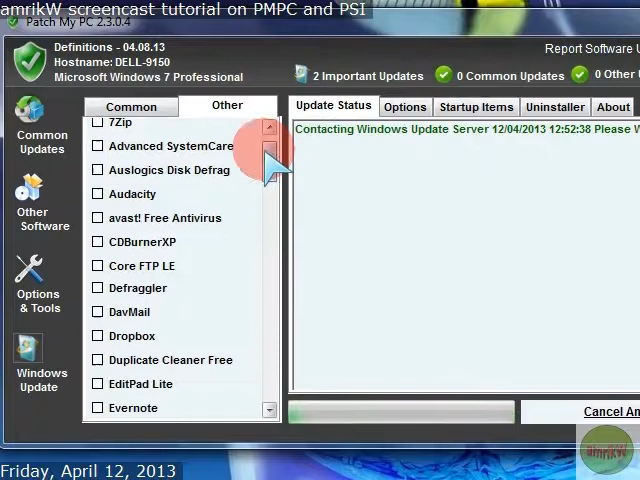 amrikW screencast tutorial on PMPC and PSI
Patch My PC 2.3.0.4
Definitions - 04.08.13
Hostname: DELL-9150
Microsoft Windows 7 Professional
Report Software U
2 Important Updates
0 Common Updates
0 Other U
Common Updates
Other Software
Options & Tools
Windows Update
Common
Other
7Zip
Advanced SystemCare
Auslogics Disk Defrag
Audacity
avast! Free Antivirus
CDBurnerXP
Core FTP LE
Defraggler
DavMail
Dropbox
Duplicate Cleaner Free
EditPad Lite
Evernote
Update Status
Options
Startup Items
Uninstaller
About
Contacting Windows Update Server 12/04/2013 12:52:38 Please W
Cancel An
amrikW
Friday, April 12, 2013